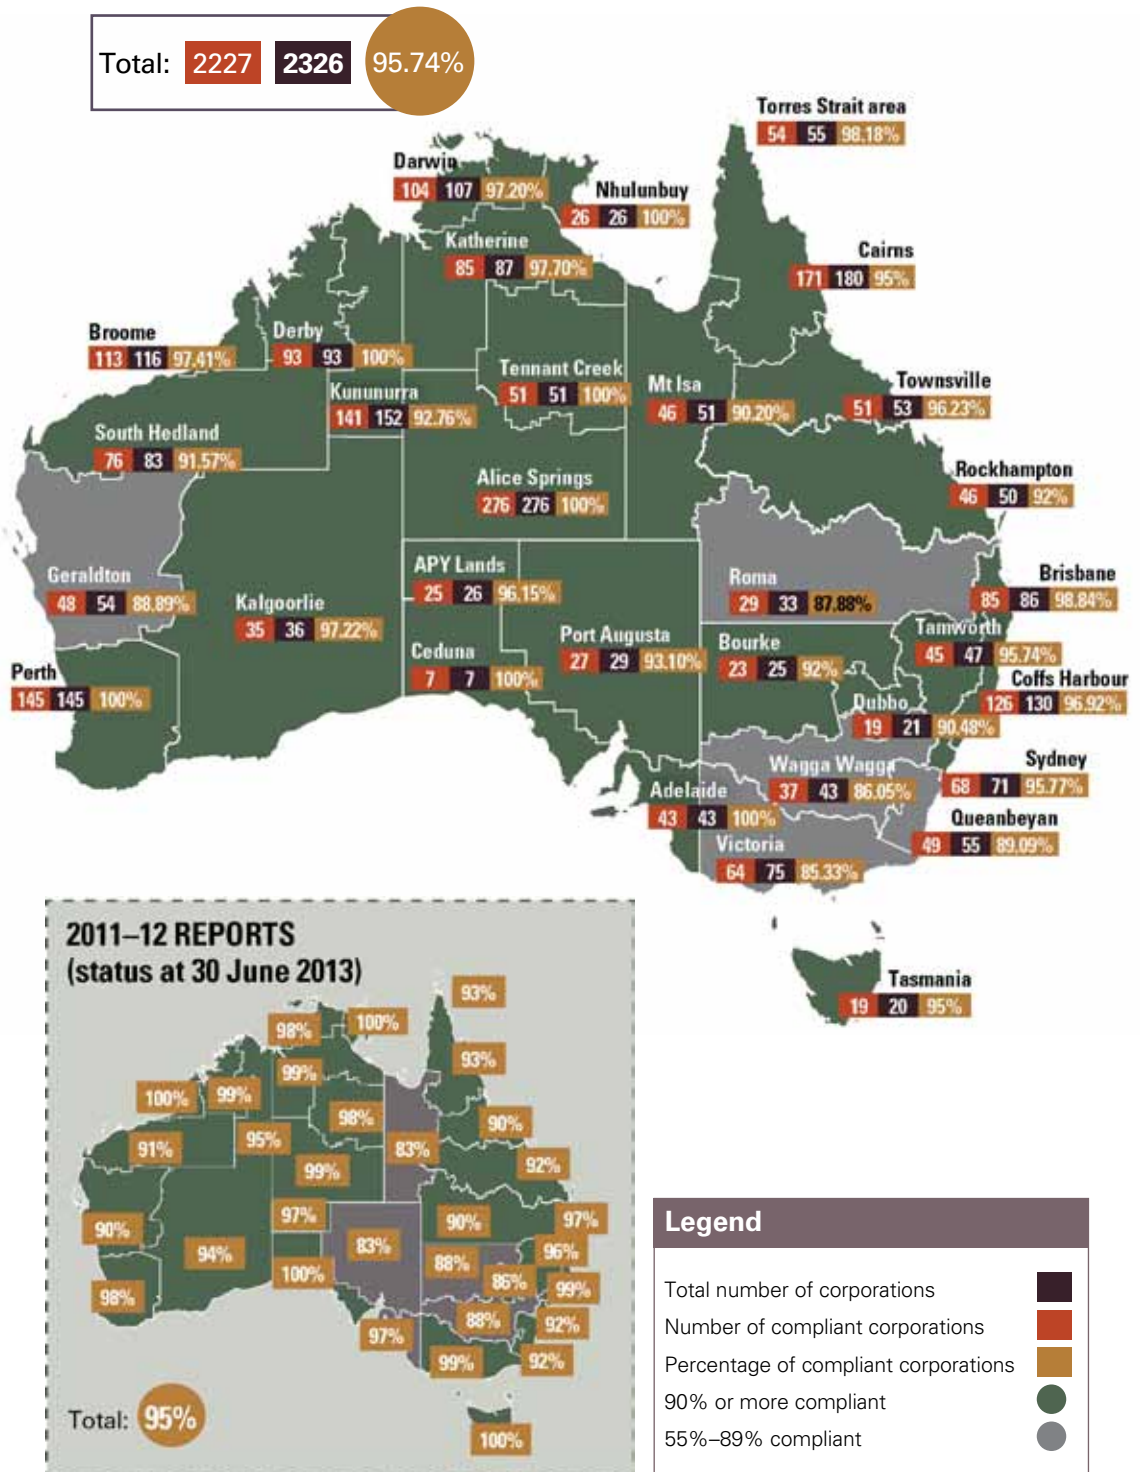 Total: 2227 2326 95.74%
Torres Strait area
54 55 98.18%
Darwin
104 107 97.20%
Nhulunbuy
26 26 100%
Katherine
85 87 97.70%
Cairns
171 180 95%
Broome
113 116 97.41%
Derby
93 93 100%
Tennant Creek
51 51 100%
Mt Isa
46 51 90.20%
Townsville
51 53 96.23%
Kununurra
141 152 92.76%
South Hedland
76 83 91.57%
Alice Springs
276 276 100%
Rockhampton
46 50 92%
Geraldton
48 54 88.89%
Kalgoorlie
35 36 97.22%
APY Lands
25 26 96.15%
Roma
29 33 87.88%
Brisbane
85 86 98.84%
Tamworth
45 47 95.74%
Port Augusta
27 29 93.10%
Bourke
23 25 92%
Ceduna
7 7 100%
Perth
145 145 100%
Coffs Harbour
126 130 96.92%
Dubbo
19 21 90.48%
Wagga Wagga
37 43 86.05%
Sydney
68 71 95.77%
Adelaide
43 43 100%
Queanbeyan
49 55 89.09%
Victoria
64 75 85.33%
Tasmania
19 20 95%
2011–12 REPORTS
(status at 30 June 2013)
93%
98%
100%
99%
93%
100%
99%
98%
90%
91%
95%
83%
92%
99%
90%
97%
90%
97%
94%
83%
88%
96%
100%
86%
99%
98%
97%
88%
92%
99%
92%
100%
Total: 95%
Legend
Total number of corporations
Number of compliant corporations
Percentage of compliant corporations
90% or more compliant
55%–89% compliant